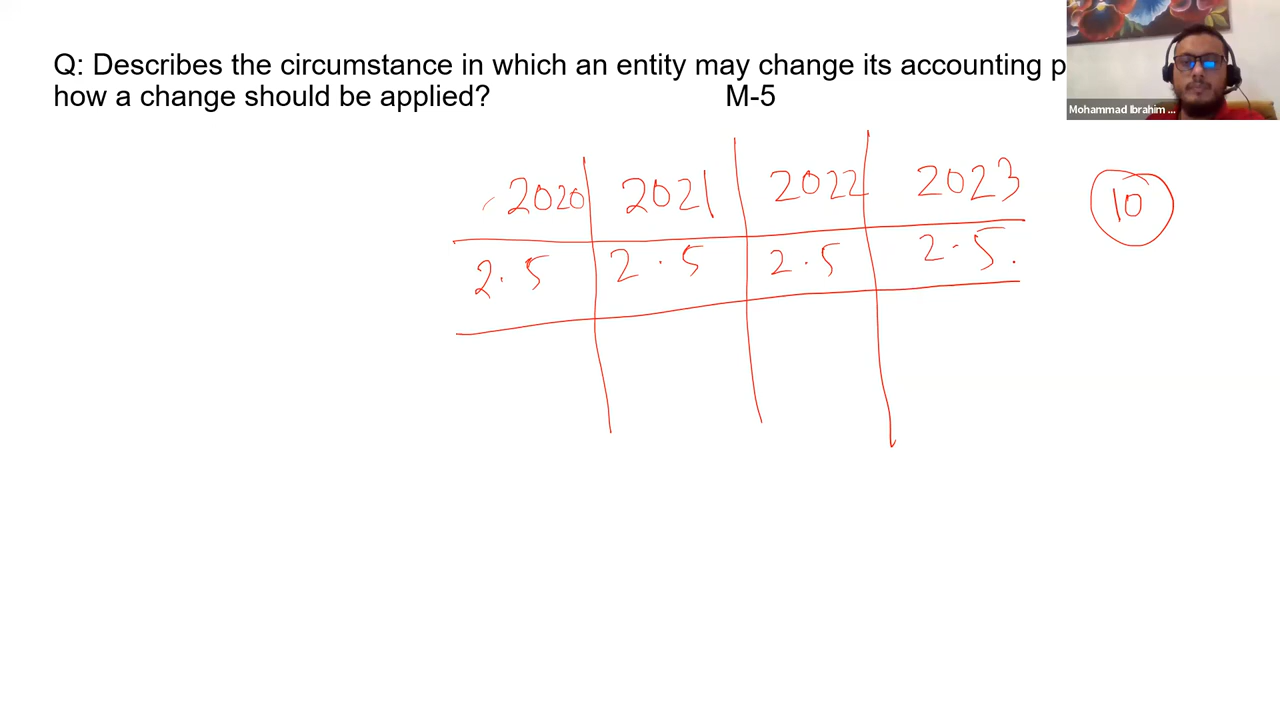 Q: Describes the circumstance in which an entity may change its accounting
how a change should be applied? M-5
Mohammad Ibrahim ...
2020 2021 2022 2023 10
2.5 2.5 2.5 2.5.